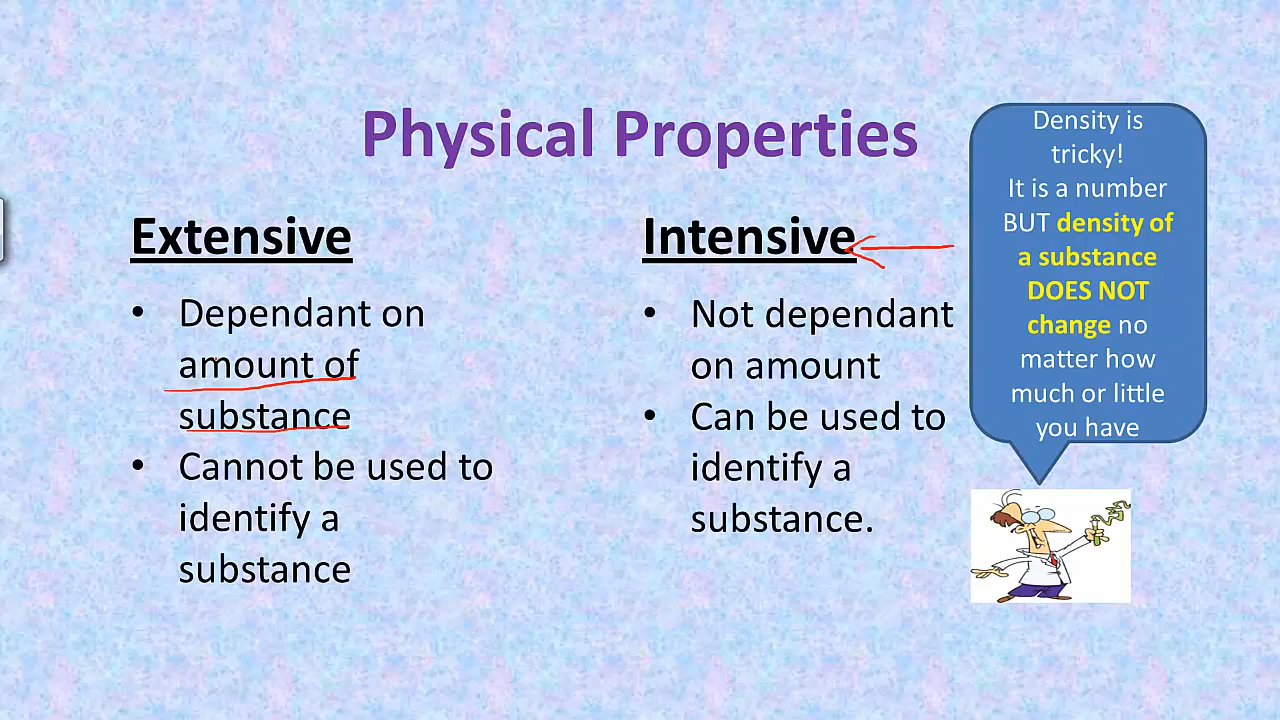 Physical Properties
Extensive
• Dependant on
amount of
substance
• Cannot be used to
identify a
substance
Intensive
• Not dependant
on amount
• Can be used to
identify a
substance.
Density is
tricky!
It is a number
BUT density of
a substance
DOES NOT
change no
matter how
much or little
you have